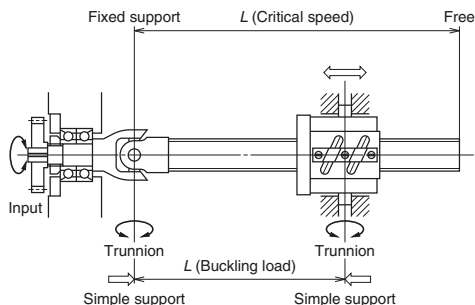 Fixed support
L (Critical speed)
Free
Input
Trunnion
Trunnion
L (Buckling load)
Simple support
Simple support